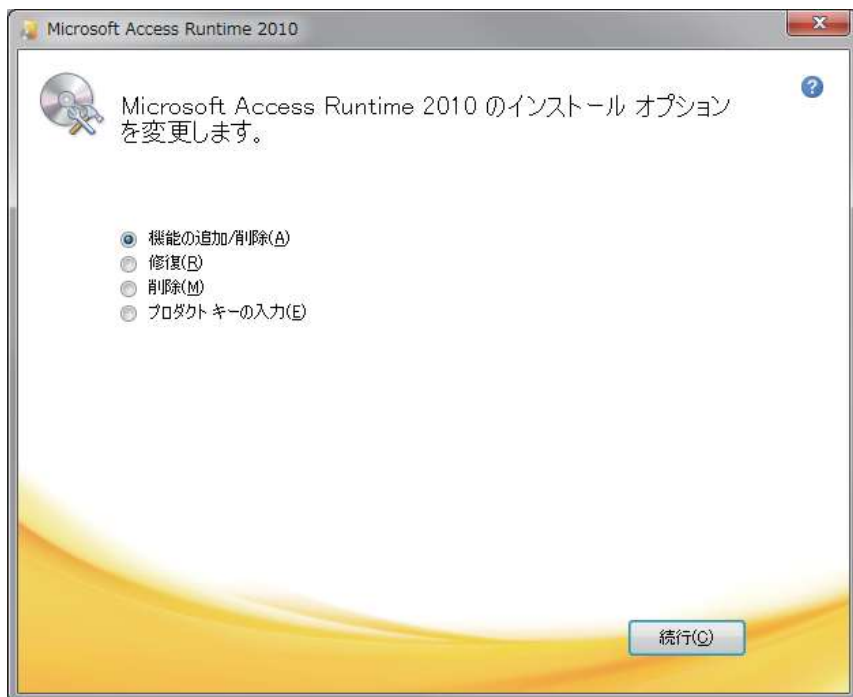 Microsoft Access Runtime 2010
Microsoft Access Runtime 2010 のインストール オプション
を変更します。
機能の追加/削除(A)
修復(R)
削除(M)
プロダクト キーの入力(E)
続行(C)